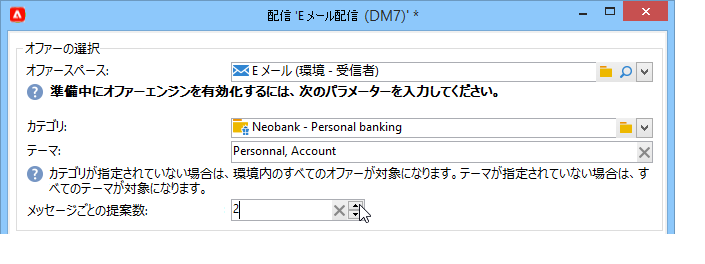 配信 'Eメール配信 (DM7)' *
オファーの選択
オファースペース:
Eメール (環境 - 受信者)
準備中にオファーエンジンを有効化するには、次のパラメーターを入力してください。
カテゴリ:
Neobank - Personal banking
テーマ:
Personnal, Account
カテゴリが指定されていない場合は、環境内のすべてのオファーが対象になります。テーマが指定されていない場合は、す
べてのテーマが対象になります。
メッセージごとの提案数:
2